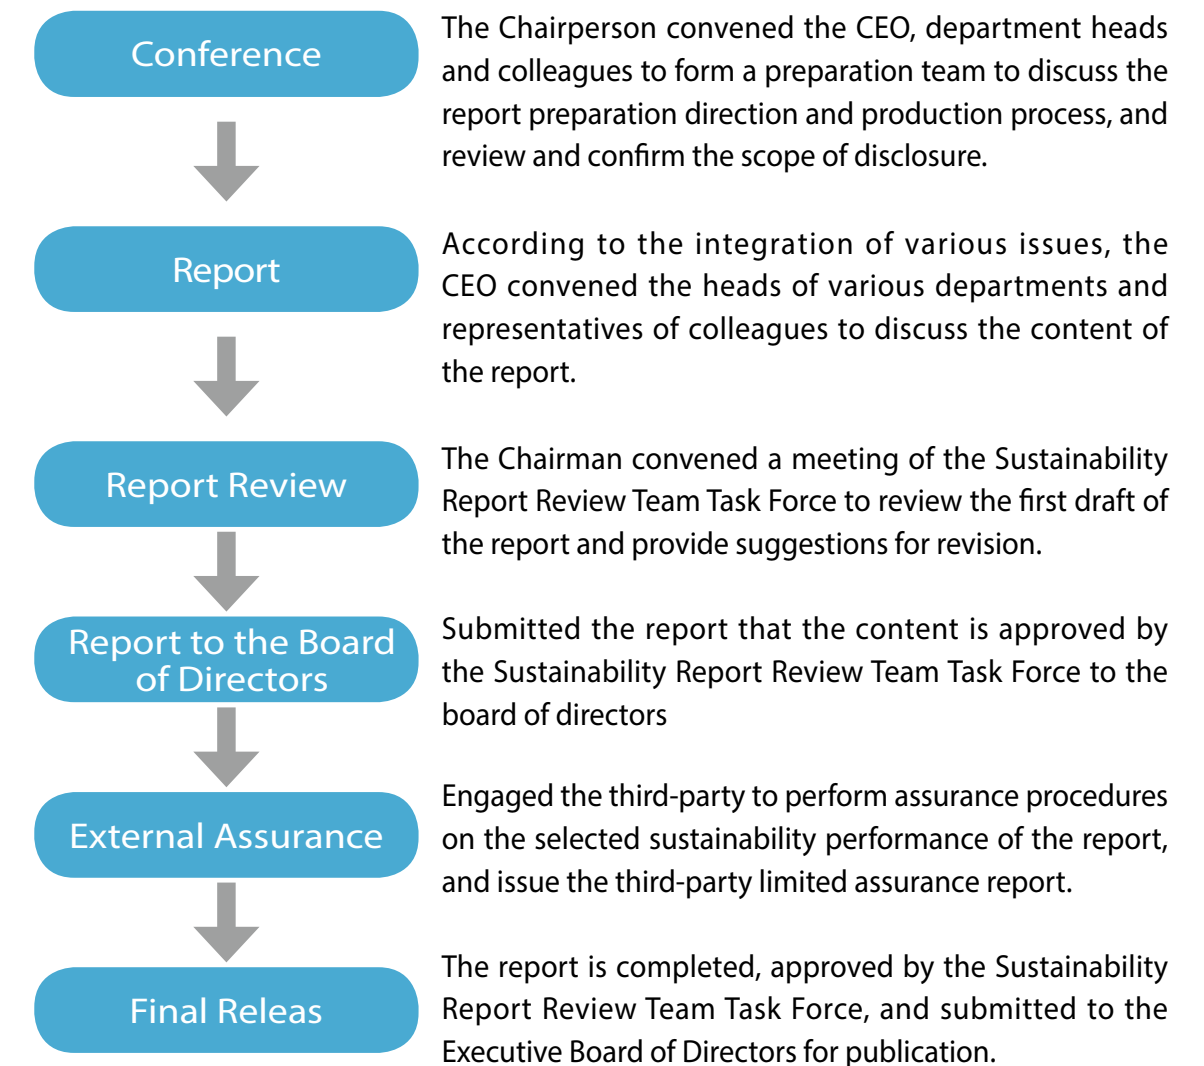 Conference
The Chairperson convened the CEO, department heads
and colleagues to form a preparation team to discuss the
report preparation direction and production process, and
review and confirm the scope of disclosure.
Report
According to the integration of various issues, the
CEO convened the heads of various departments and
representatives of colleagues to discuss the content of
the report.
Report Review
The Chairman convened a meeting of the Sustainability
Report Review Team Task Force to review the first draft of
the report and provide suggestions for revision.
Report to the Board
of Directors
Submitted the report that the content is approved by
the Sustainability Report Review Team Task Force to the
board of directors
External Assurance
Engaged the third-party to perform assurance procedures
on the selected sustainability performance of the report,
and issue the third-party limited assurance report.
Final Releas
The report is completed, approved by the Sustainability
Report Review Team Task Force, and submitted to the
Executive Board of Directors for publication.